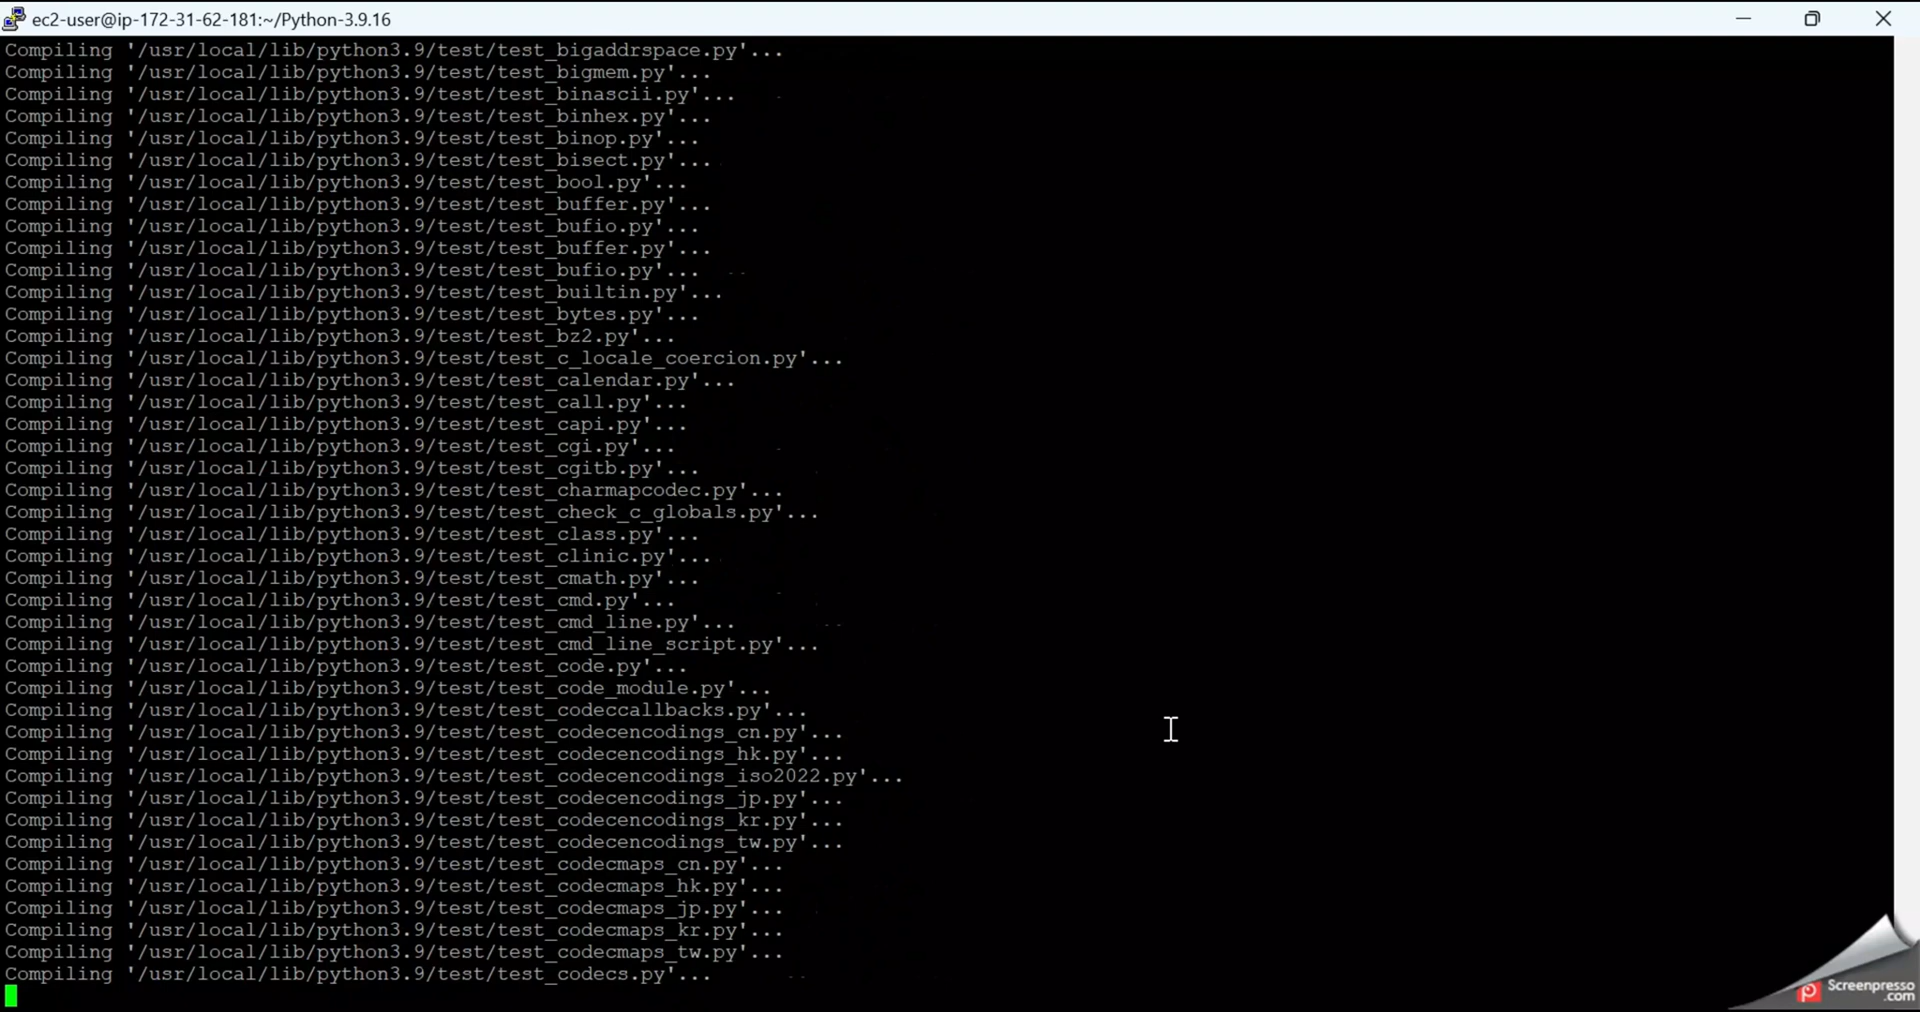 ec2-user@ip-172-31-62-181:~/Python-3.9.16
Compiling '/usr/local/lib/python3.9/test/test_bigaddrspace.py'...
Compiling '/usr/local/lib/python3.9/test/test_bigmem.py'...
Compiling '/usr/local/lib/python3.9/test/test_binascii.py'...
Compiling '/usr/local/lib/python3.9/test/test_binhex.py'...
Compiling '/usr/local/lib/python3.9/test/test_binop.py'...
Compiling '/usr/local/lib/python3.9/test/test_bisect.py'...
Compiling '/usr/local/lib/python3.9/test/test_bool.py'...
Compiling '/usr/local/lib/python3.9/test/test_buffer.py'...
Compiling '/usr/local/lib/python3.9/test/test_bufio.py'...
Compiling '/usr/local/lib/python3.9/test/test_buffer.py'...
Compiling '/usr/local/lib/python3.9/test/test_bufio.py'...
Compiling '/usr/local/lib/python3.9/test/test_builtin.py'...
Compiling '/usr/local/lib/python3.9/test/test_bytes.py'...
Compiling '/usr/local/lib/python3.9/test/test_bz2.py'...
Compiling '/usr/local/lib/python3.9/test/test_c_locale_coercion.py'...
Compiling '/usr/local/lib/python3.9/test/test_calendar.py'...
Compiling '/usr/local/lib/python3.9/test/test_call.py'...
Compiling '/usr/local/lib/python3.9/test/test_capi.py'...
Compiling '/usr/local/lib/python3.9/test/test_cgi.py'...
Compiling '/usr/local/lib/python3.9/test/test_cgitb.py'...
Compiling '/usr/local/lib/python3.9/test/test_charmapcodec.py'...
Compiling '/usr/local/lib/python3.9/test/test_check_c_globals.py'...
Compiling '/usr/local/lib/python3.9/test/test_class.py'...
Compiling '/usr/local/lib/python3.9/test/test_clinic.py'...
Compiling '/usr/local/lib/python3.9/test/test_cmath.py'...
Compiling '/usr/local/lib/python3.9/test/test_cmd.py'...
Compiling '/usr/local/lib/python3.9/test/test_cmd_line.py'...
Compiling '/usr/local/lib/python3.9/test/test_cmd_line_script.py'...
Compiling '/usr/local/lib/python3.9/test/test_code.py'...
Compiling '/usr/local/lib/python3.9/test/test_code_module.py'...
Compiling '/usr/local/lib/python3.9/test/test_codeccallbacks.py'...
Compiling '/usr/local/lib/python3.9/test/test_codecencodings_cn.py'...
Compiling '/usr/local/lib/python3.9/test/test_codecencodings_hk.py'...
Compiling '/usr/local/lib/python3.9/test/test_codecencodings_iso2022.py'...
Compiling '/usr/local/lib/python3.9/test/test_codecencodings_jp.py'...
Compiling '/usr/local/lib/python3.9/test/test_codecencodings_kr.py'...
Compiling '/usr/local/lib/python3.9/test/test_codecencodings_tw.py'...
Compiling '/usr/local/lib/python3.9/test/test_codecmaps_cn.py'...
Compiling '/usr/local/lib/python3.9/test/test_codecmaps_hk.py'...
Compiling '/usr/local/lib/python3.9/test/test_codecmaps_jp.py'...
Compiling '/usr/local/lib/python3.9/test/test_codecmaps_kr.py'...
Compiling '/usr/local/lib/python3.9/test/test_codecmaps_tw.py'...
Compiling '/usr/local/lib/python3.9/test/test_codecs.py'...
Screenpresso
.com